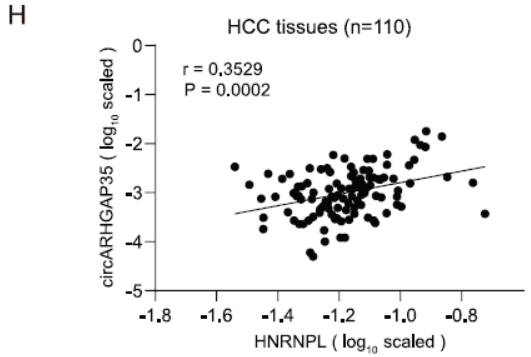 H
HCC tissues (n=110)
r = 0.3529
P = 0.0002
circARHGAP35 ( log₁₀ scaled )
0
-1
-2
-3
-4
-5
-1.8
-1.6
-1.4
-1.2
-1.0
-0.8
HNRNPL ( log₁₀ scaled )